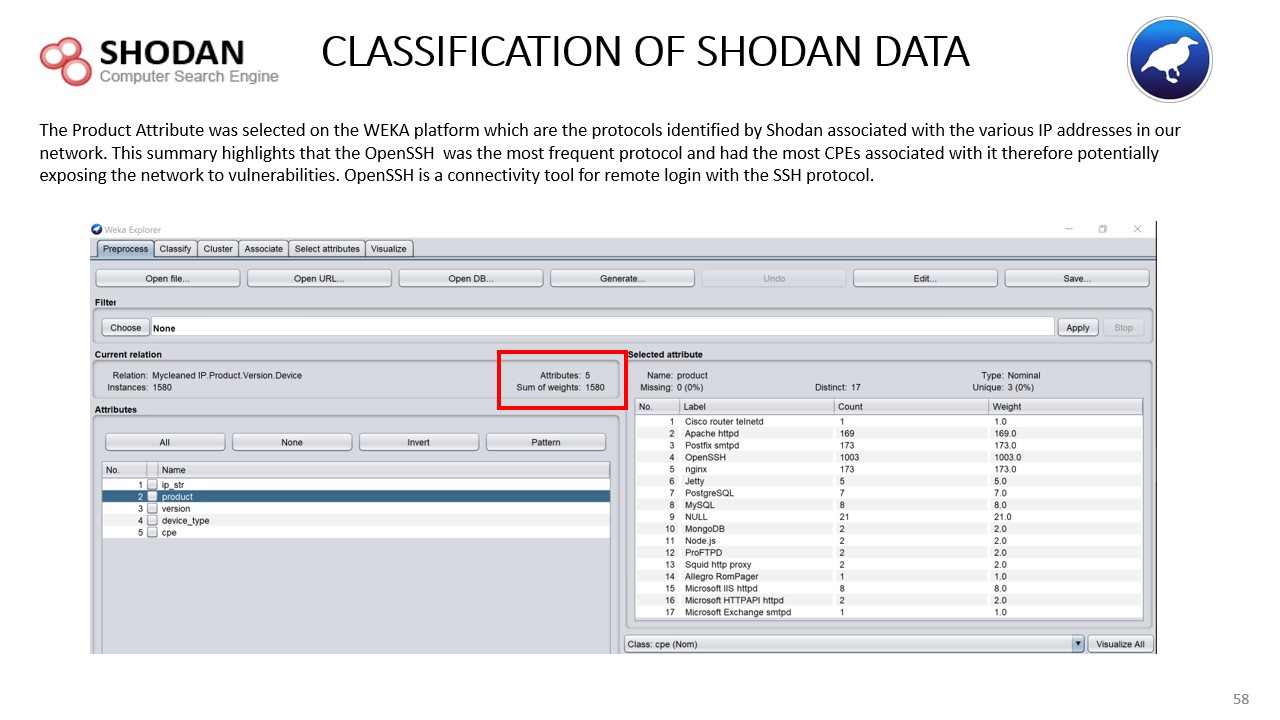 SHODAN
Computer Search Engine
CLASSIFICATION OF SHODAN DATA
The Product Attribute was selected on the WEKA platform which are the protocols identified by Shodan associated with the various IP addresses in our
network. This summary highlights that the OpenSSH  was the most frequent protocol and had the most CPEs associated with it therefore potentially
exposing the network to vulnerabilities. OpenSSH is a connectivity tool for remote login with the SSH protocol.
Weka Explorer
Preprocess Classify Cluster Associate Select attributes Visualize
Open file... Open URL... Open DB... Generate... Undo Edit... Save...
Filter
Choose None Apply Stop
Current relation
Relation: Mycleaned IP.Product.Version.Device Attributes: 5
Instances: 1580 Sum of weights: 1580
Attributes
All None Invert Pattern
No. Name
1 ip_str
2 product
3 version
4 device_type
5 cpe
Selected attribute
Name: product Type: Nominal
Missing: 0 (0%) Distinct: 17 Unique: 3 (0%)
No. Label Count Weight
1 Cisco router telnetd 1 1.0
2 Apache httpd 169 169.0
3 Postfix smtpd 173 173.0
4 OpenSSH 1003 1003.0
5 nginx 173 173.0
6 Jetty 5 5.0
7 PostgreSQL 7 7.0
8 MySQL 8 8.0
9 NULL 21 21.0
10 MongoDB 2 2.0
11 Node.js 2 2.0
12 ProFTPD 2 2.0
13 Squid http proxy 2 2.0
14 Allegro RomPager 1 1.0
15 Microsoft IIS httpd 8 8.0
16 Microsoft HTTPAPI httpd 2 2.0
17 Microsoft Exchange smtpd 1 1.0
Class: cpe (Nom) Visualize All
58